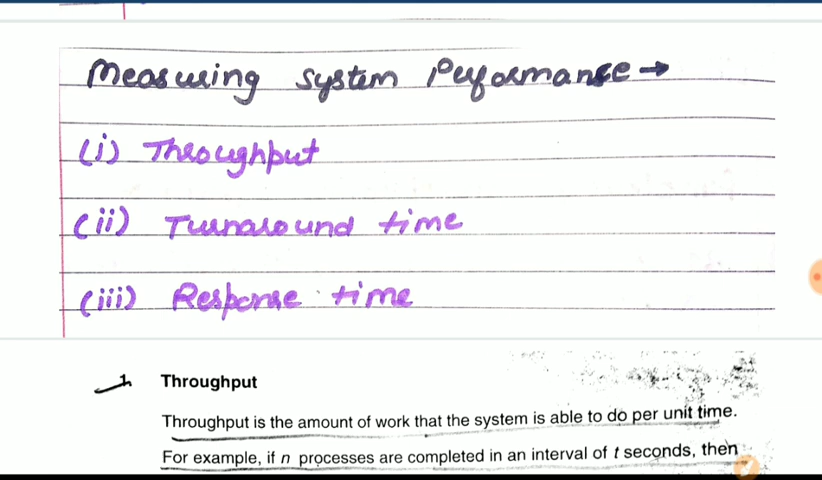 Measuring System Performance →
(i) Throughput
(ii) Turnaround time
(iii) Response time
1 Throughput
Throughput is the amount of work that the system is able to do per unit time.
For example, if n processes are completed in an interval of t seconds, then